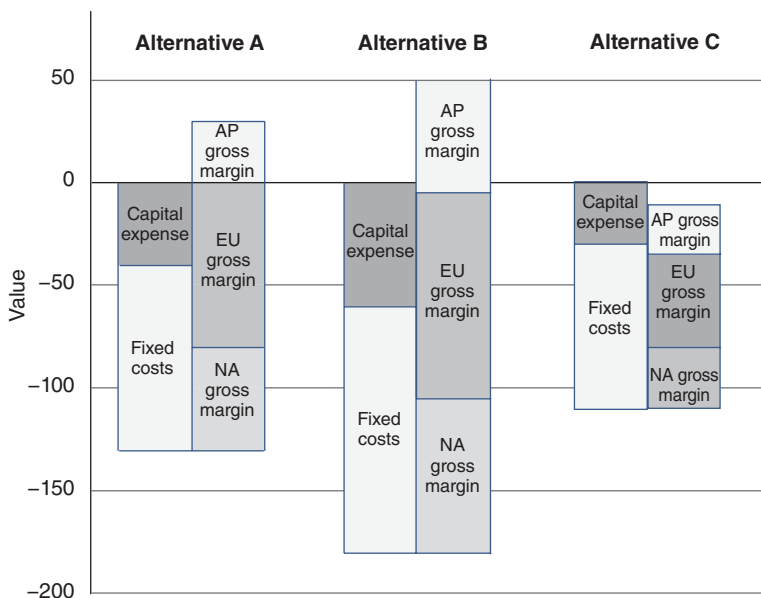 Alternative A
Alternative B
Alternative C
Value
50
0
−50
−100
−150
−200
Capital
expense
Fixed
costs
AP
gross
margin
EU
gross
margin
NA
gross
margin
Capital
expense
Fixed
costs
AP
gross
margin
EU
gross
margin
NA
gross
margin
Capital
expense
Fixed
costs
AP gross
margin
EU
gross
margin
NA gross
margin